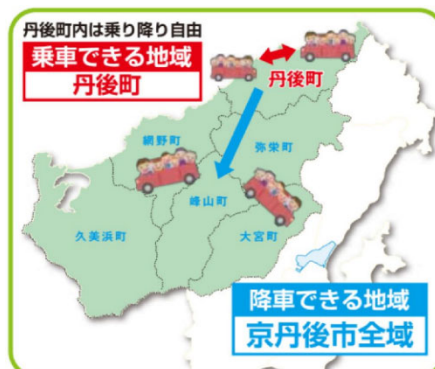 丹後町内は乗り降り自由
乗車できる地域
丹後町
丹後町
網野町
弥栄町
峰山町
久美浜町
大宮町
降車できる地域
京丹後市全域